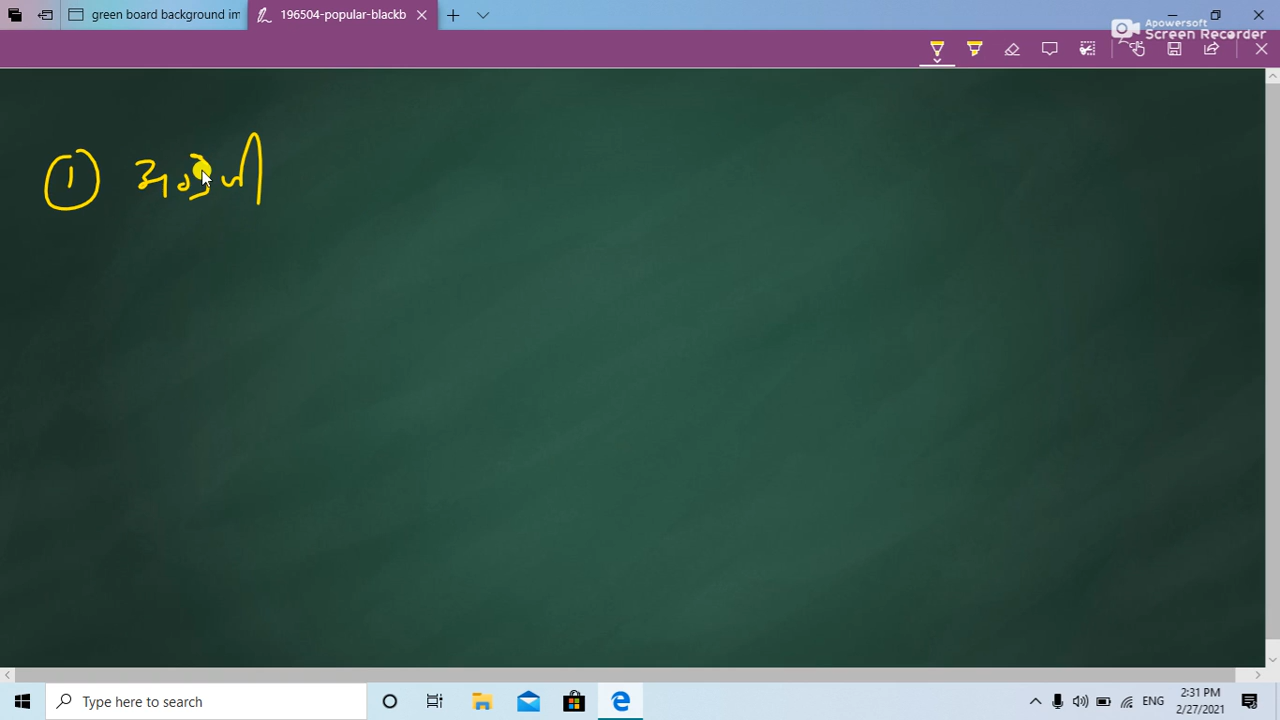 green board background im
196504-popular-blackb
Apowersoft
Screen Recorder
①
Type here to search
ENG
2:31 PM
2/27/2021